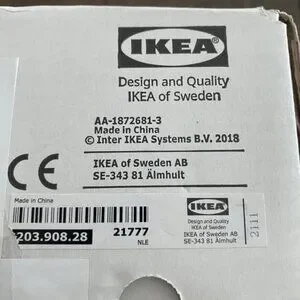 IKEA®
Design and Quality
IKEA of Sweden
AA-1872681-3
Made in China
© Inter IKEA Systems B.V. 2018
CE
IKEA of Sweden AB
SE-343 81 Älmhult
Made in China
203.908.28
21777
NLE
IKEA
Design and Quality
IKEA of Sweden
IKEA of Sweden AB
SE-343 81 Älmhult
2111